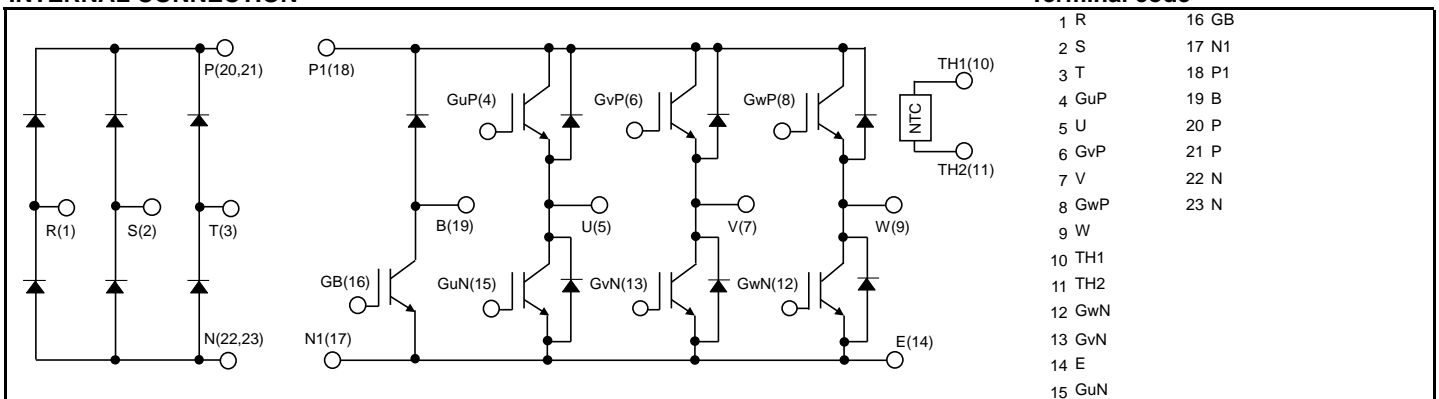 INTERNAL CONNECTION
Terminal code
P(20,21)
P1(18)
GuP(4)
GvP(6)
GwP(8)
TH1(10)
NTC
TH2(11)
R(1)
S(2)
T(3)
B(19)
U(5)
V(7)
W(9)
GB(16)
GuN(15)
GvN(13)
GwN(12)
N(22,23)
N1(17)
E(14)
1 R
2 S
3 T
4 GuP
5 U
6 GvP
7 V
8 GwP
9 W
10 TH1
11 TH2
12 GwN
13 GvN
14 E
15 GuN
16 GB
17 N1
18 P1
19 B
20 P
21 P
22 N
23 N